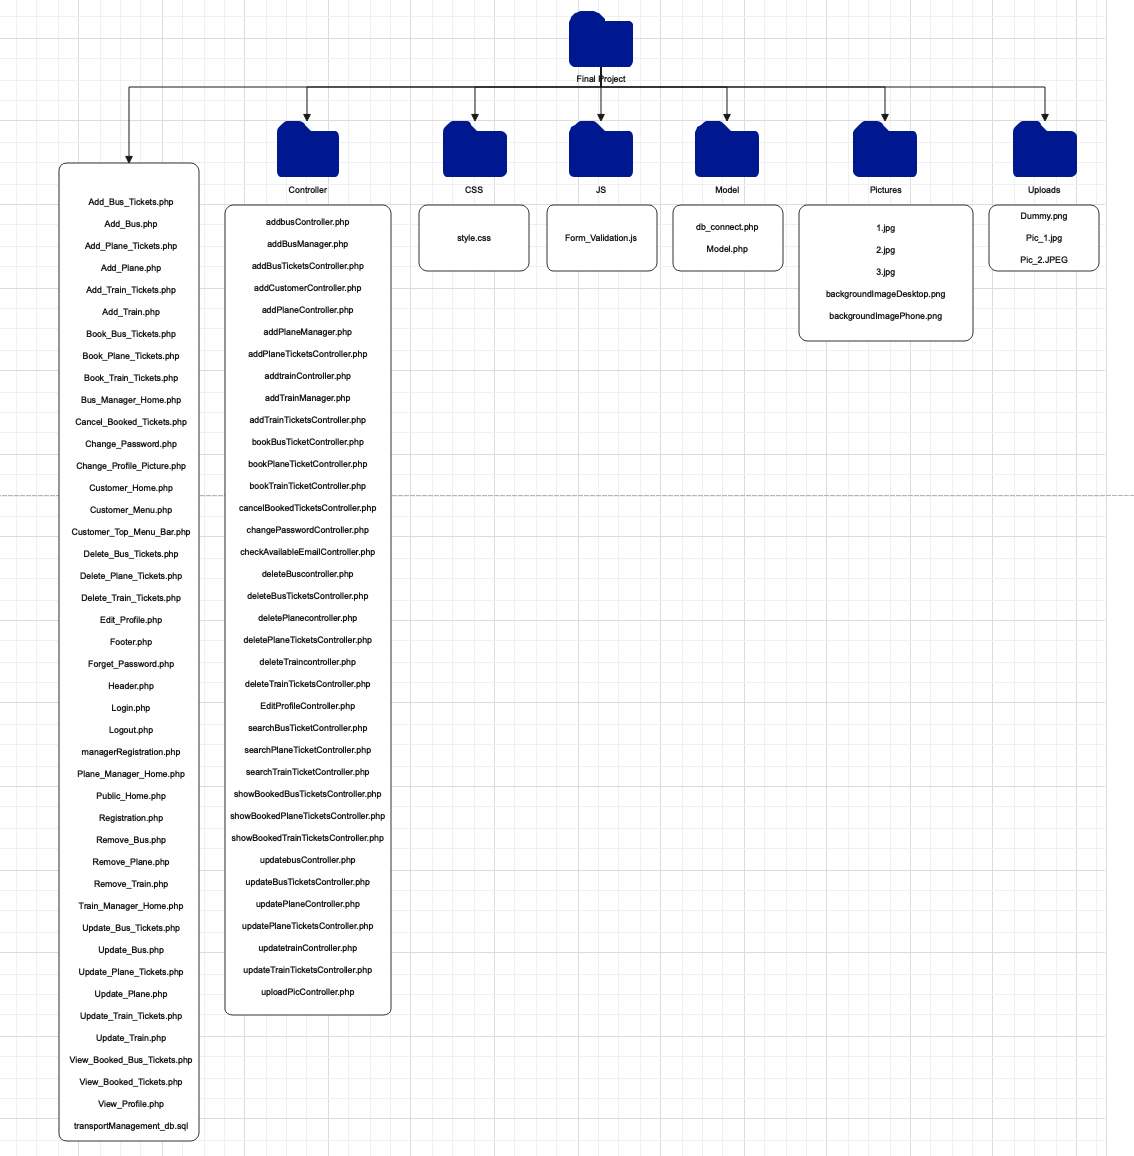 Final Project
Controller
CSS
JS
Model
Pictures
Uploads
Add_Bus_Tickets.php
Add_Bus.php
Add_Plane_Tickets.php
Add_Plane.php
Add_Train_Tickets.php
Add_Train.php
Book_Bus_Tickets.php
Book_Plane_Tickets.php
Book_Train_Tickets.php
Bus_Manager_Home.php
Cancel_Booked_Tickets.php
Change_Password.php
Change_Profile_Picture.php
Customer_Home.php
Customer_Menu.php
Customer_Top_Menu_Bar.php
Delete_Bus_Tickets.php
Delete_Plane_Tickets.php
Delete_Train_Tickets.php
Edit_Profile.php
Footer.php
Forget_Password.php
Header.php
Login.php
Logout.php
managerRegistration.php
Plane_Manager_Home.php
Public_Home.php
Registration.php
Remove_Bus.php
Remove_Plane.php
Remove_Train.php
Train_Manager_Home.php
Update_Bus_Tickets.php
Update_Bus.php
Update_Plane_Tickets.php
Update_Plane.php
Update_Train_Tickets.php
Update_Train.php
View_Booked_Bus_Tickets.php
View_Booked_Tickets.php
View_Profile.php
transportManagement_db.sql
addbusController.php
addBusManager.php
addBusTicketsController.php
addCustomerController.php
addPlaneController.php
addPlaneManager.php
addPlaneTicketsController.php
addtrainController.php
addTrainManager.php
addTrainTicketsController.php
bookBusTicketController.php
bookPlaneTicketController.php
bookTrainTicketController.php
cancelBookedTicketsController.php
changePasswordController.php
checkAvailableEmailController.php
deleteBuscontroller.php
deleteBusTicketsController.php
deletePlanecontroller.php
deletePlaneTicketsController.php
deleteTraincontroller.php
deleteTrainTicketsController.php
EditProfileController.php
searchBusTicketController.php
searchPlaneTicketController.php
searchTrainTicketController.php
showBookedBusTicketsController.php
showBookedPlaneTicketsController.php
showBookedTrainTicketsController.php
updatebusController.php
updateBusTicketsController.php
updatePlaneController.php
updatePlaneTicketsController.php
updatetrainController.php
updateTrainTicketsController.php
uploadPicController.php
style.css
Form_Validation.js
db_connect.php
Model.php
1.jpg
2.jpg
3.jpg
backgroundImageDesktop.png
backgroundImagePhone.png
Dummy.png
Pic_1.jpg
Pic_2.JPEG